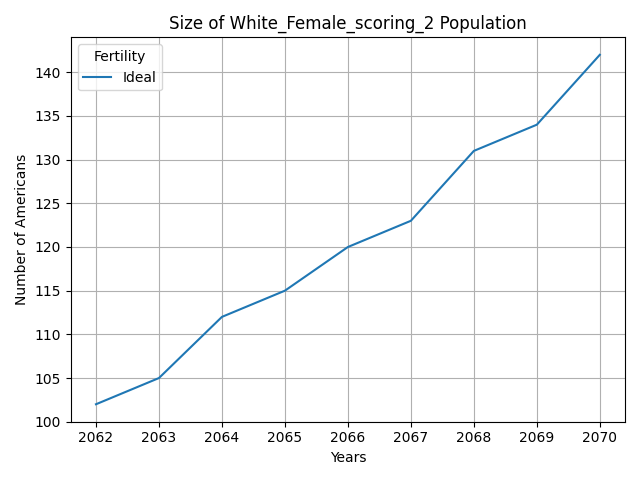 Size of White_Female_scoring_2 Population
Fertility
Ideal
Number of Americans
140
135
130
125
120
115
110
105
100
2062 2063 2064 2065 2066 2067 2068 2069 2070
Years